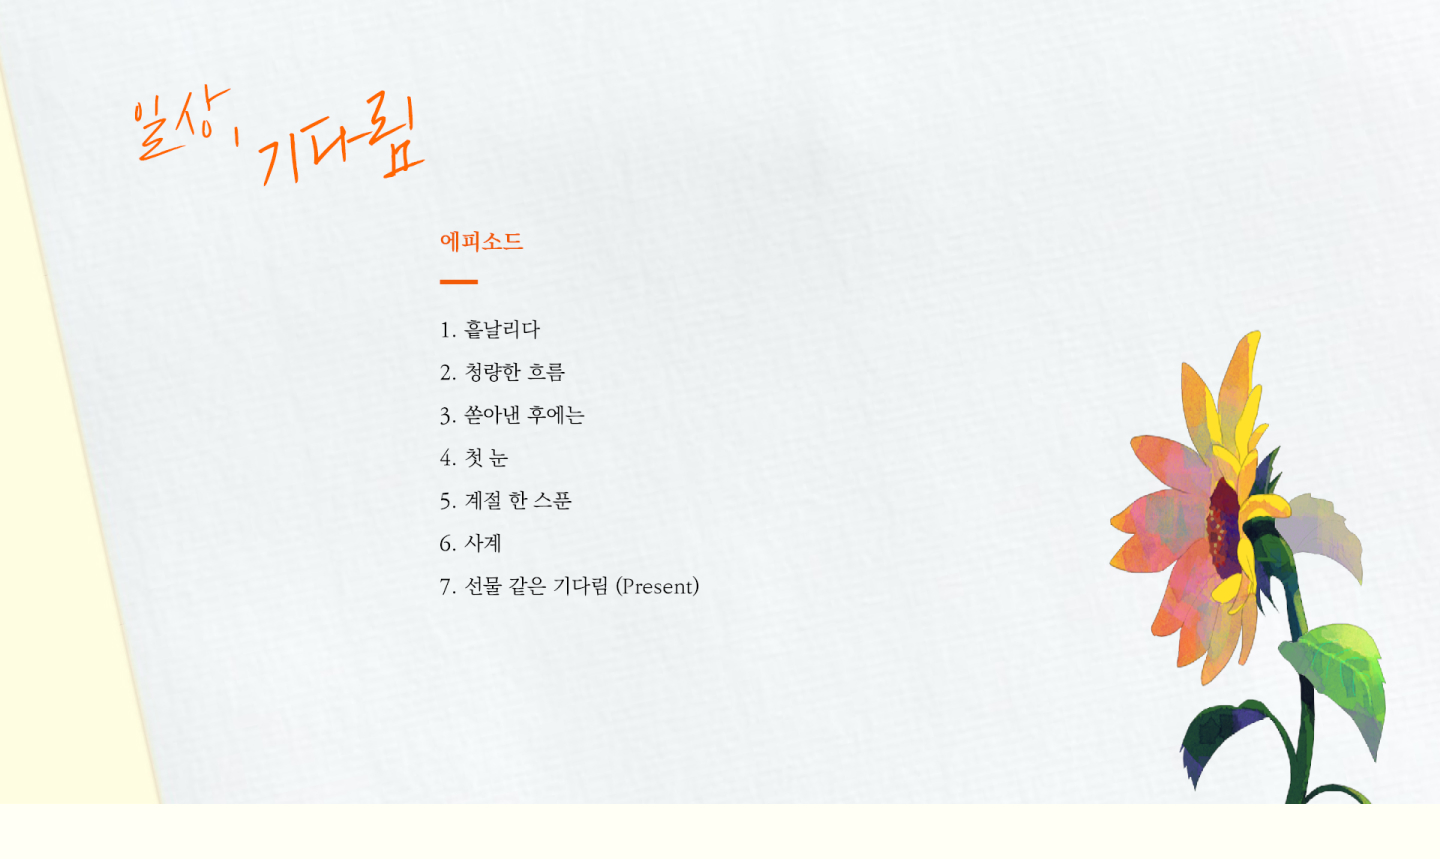 일상,
기다림
에피소드
1. 흩날리다
2. 청량한 흐름
3. 쏟아낸 후에는
4. 첫 눈
5. 계절 한 스푼
6. 사계
7. 선물 같은 기다림 (Present)